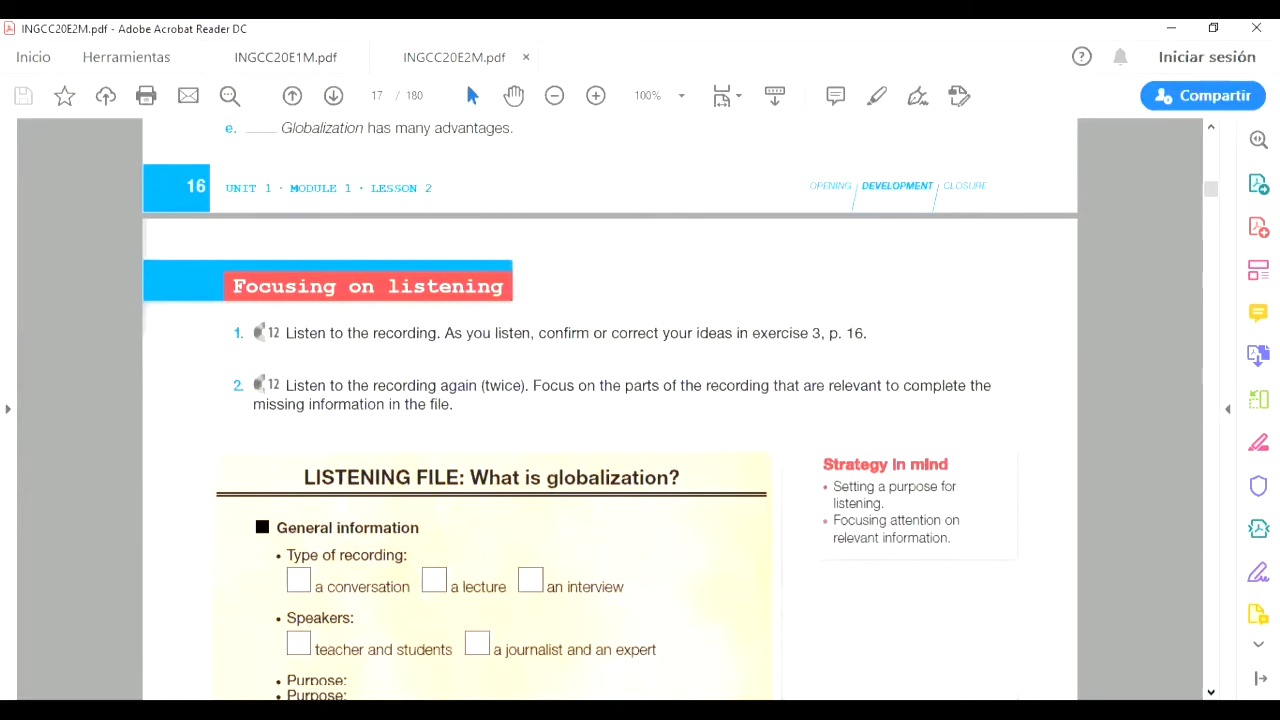 INGCC20E2M.pdf - Adobe Acrobat Reader DC
Inicio Herramientas INGCC20E1M.pdf INGCC20E2M.pdf × Iniciar sesión
17 / 180 100% Compartir
e. ____ Globalization has many advantages.
16 UNIT 1 · MODULE 1 · LESSON 2 OPENING / DEVELOPMENT / CLOSURE
Focusing on listening
1. 12 Listen to the recording. As you listen, confirm or correct your ideas in exercise 3, p. 16.
2. 12 Listen to the recording again (twice). Focus on the parts of the recording that are relevant to complete the
missing information in the file.
LISTENING FILE: What is globalization?
■ General information
• Type of recording:
a conversation a lecture an interview
• Speakers:
teacher and students a journalist and an expert
• Purpose:
• Purpose:
Strategy in mind
• Setting a purpose for
listening.
• Focusing attention on
relevant information.